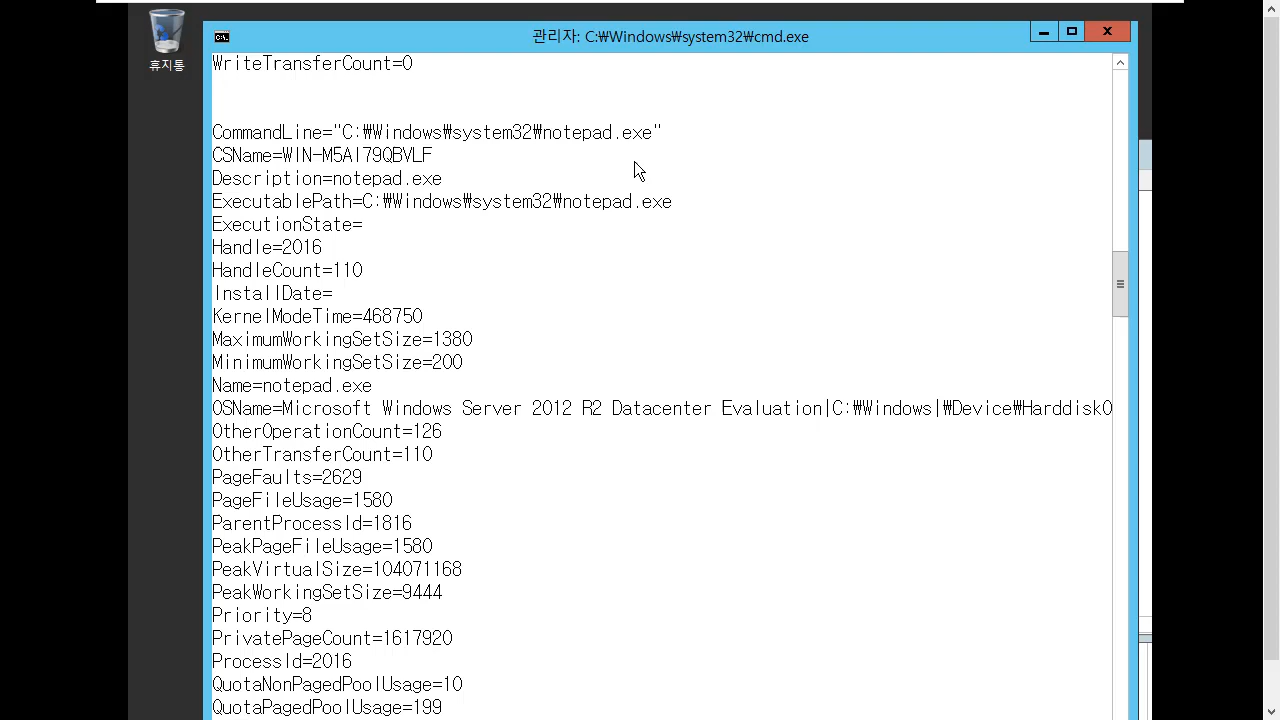 휴지통
관리자: C:₩Windows₩system32₩cmd.exe
WriteTransferCount=0
CommandLine="C:₩Windows₩system32₩notepad.exe"
CSName=WIN-M5AI79QBVLF
Description=notepad.exe
ExecutablePath=C:₩Windows₩system32₩notepad.exe
ExecutionState=
Handle=2016
HandleCount=110
InstallDate=
KernelModeTime=468750
MaximumWorkingSetSize=1380
MinimumWorkingSetSize=200
Name=notepad.exe
OSName=Microsoft Windows Server 2012 R2 Datacenter Evaluation|C:₩Windows|₩Device₩Harddisk0
OtherOperationCount=126
OtherTransferCount=110
PageFaults=2629
PageFileUsage=1580
ParentProcessId=1816
PeakPageFileUsage=1580
PeakVirtualSize=104071168
PeakWorkingSetSize=9444
Priority=8
PrivatePageCount=1617920
ProcessId=2016
QuotaNonPagedPoolUsage=10
QuotaPagedPoolUsage=199